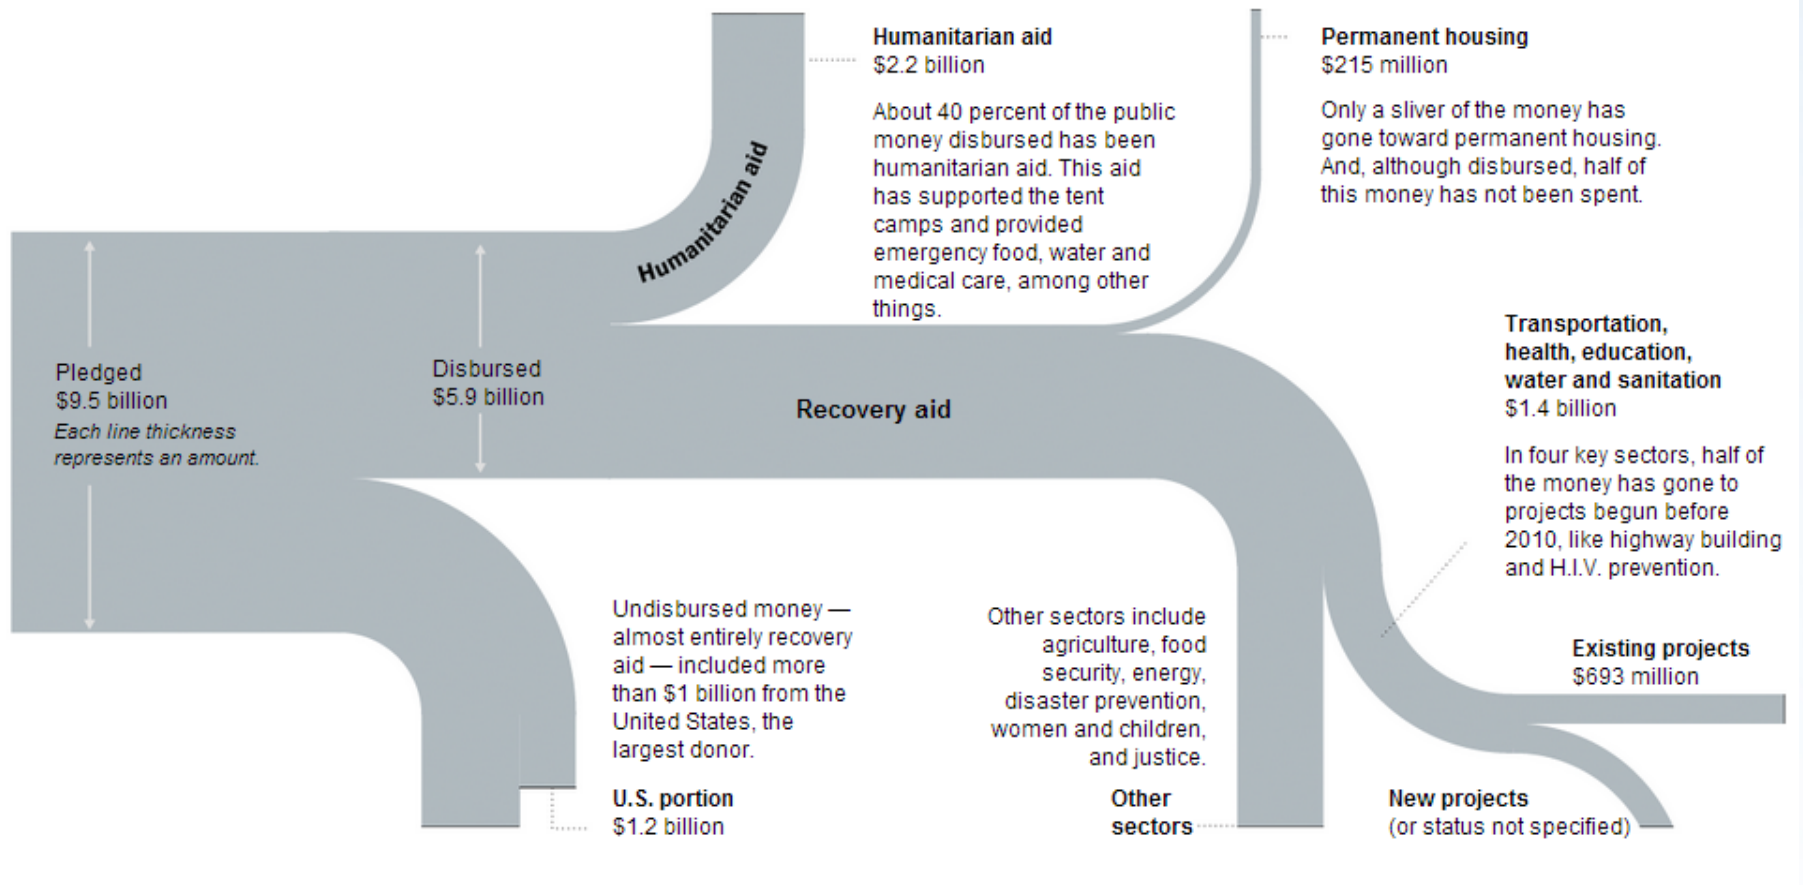 Humanitarian aid
$2.2 billion
About 40 percent of the public
money disbursed has been
humanitarian aid. This aid
has supported the tent
camps and provided
emergency food, water and
medical care, among other
things.
Permanent housing
$215 million
Only a sliver of the money has
gone toward permanent housing.
And, although disbursed, half of
this money has not been spent.
Humanitarian aid
Pledged
$9.5 billion
Each line thickness
represents an amount.
Disbursed
$5.9 billion
Recovery aid
Transportation,
health, education,
water and sanitation
$1.4 billion
In four key sectors, half of
the money has gone to
projects begun before
2010, like highway building
and H.I.V. prevention.
Undisbursed money —
almost entirely recovery
aid — included more
than $1 billion from the
United States, the
largest donor.
U.S. portion
$1.2 billion
Other sectors include
agriculture, food
security, energy,
disaster prevention,
women and children,
and justice.
Other
sectors
Existing projects
$693 million
New projects
(or status not specified)